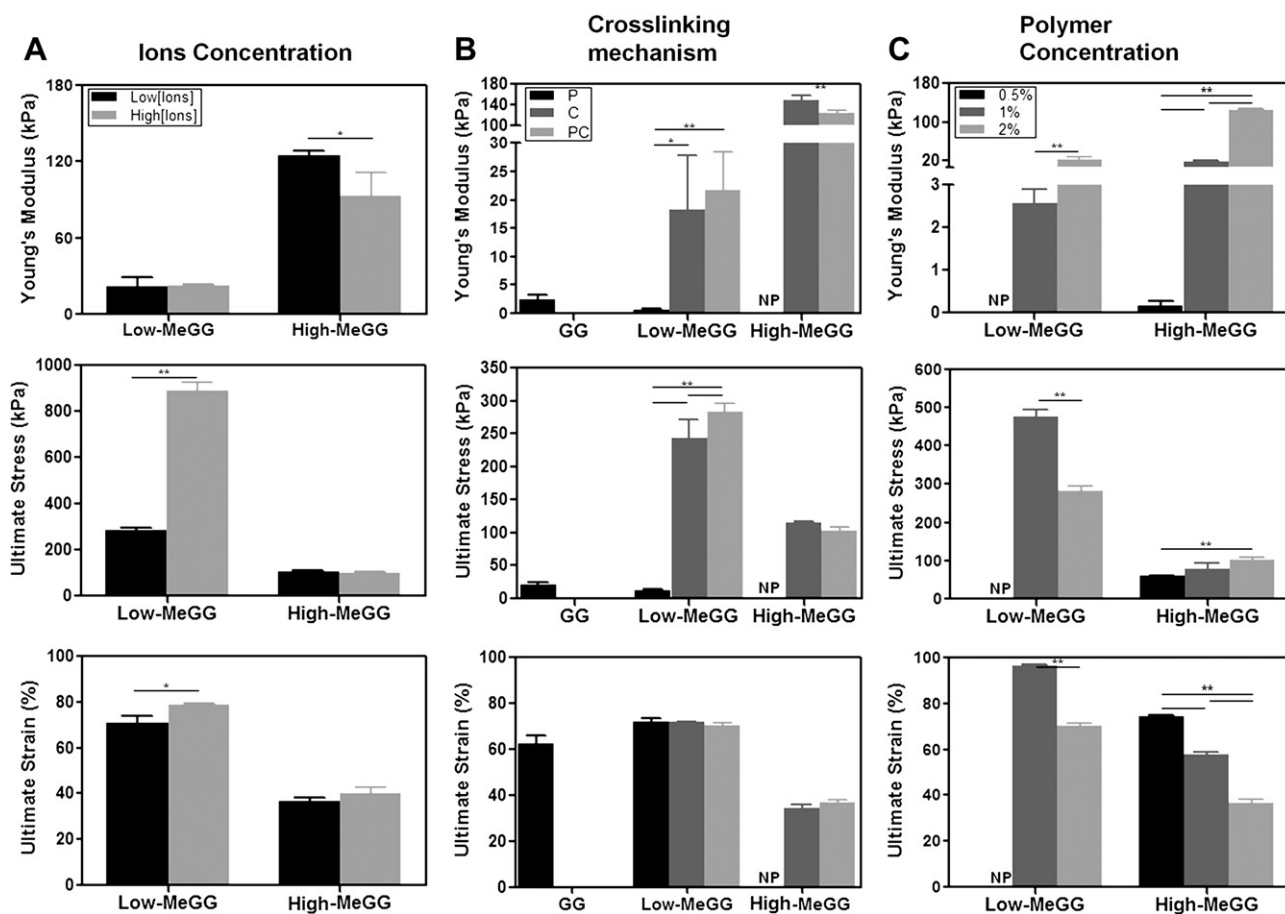 A
Ions Concentration
Young's Modulus (kPa)
180
120
60
0
Low[Ions]
High[Ions]
*
Low-MeGG
High-MeGG
Ultimate Stress (kPa)
1000
800
600
400
200
0
**
Low-MeGG
High-MeGG
Ultimate Strain (%)
100
80
60
40
20
0
*
Low-MeGG
High-MeGG
B
Crosslinking
mechanism
Young's Modulus (kPa)
180
140
100
30
25
20
15
10
5
0
P
C
PC
**
*
**
NP
GG
Low-MeGG
High-MeGG
Ultimate Stress (kPa)
350
300
250
200
150
100
50
0
**
NP
GG
Low-MeGG
High-MeGG
Ultimate Strain (%)
100
80
60
40
20
0
NP
GG
Low-MeGG
High-MeGG
C
Polymer
Concentration
Young's Modulus (kPa)
180
100
20
3
2
1
0
0.5%
1%
2%
**
**
NP
Low-MeGG
High-MeGG
Ultimate Stress (kPa)
600
500
400
300
200
100
0
**
**
NP
Low-MeGG
High-MeGG
Ultimate Strain (%)
100
80
60
40
20
0
**
**
NP
Low-MeGG
High-MeGG